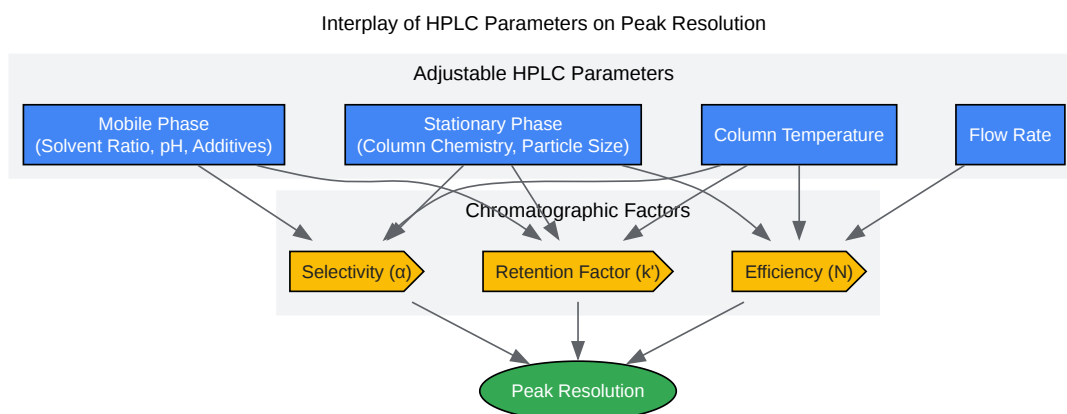 Interplay of HPLC Parameters on Peak Resolution
Adjustable HPLC Parameters
Mobile Phase
(Solvent Ratio, pH, Additives)
Stationary Phase
(Column Chemistry, Particle Size)
Column Temperature
Flow Rate
Chromatographic Factors
Selectivity (α)
Retention Factor (k')
Efficiency (N)
Peak Resolution